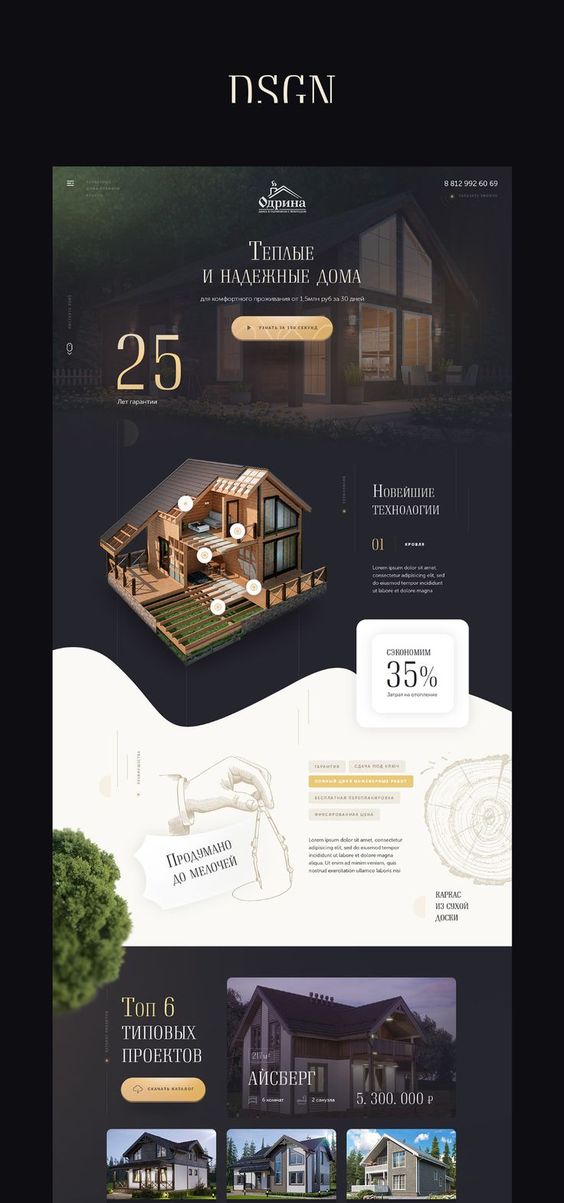 DSGN
8 812 992 60 69
Одрина
Теплые
и надежные дома
для комфортного проживания от 1,5млн руб за 30 дней
узнать за 100 секунд
25
Лет гарантии
Новейшие
технологии
01 кровля
Lorem ipsum dolor sit amet,
consectetur adipiscing elit, sed
do eiusmod tempor incididunt
ut labore et dolore magna
сэкономим
35%
Затрат на отопление
преимущества
гарантия
сдача под ключ
полный цикл инженерных работ
бесплатная перепланировка
фиксированная цена
Продумано
до мелочей
Lorem ipsum dolor sit amet, consectetur
adipiscing elit, sed do eiusmod tempor
incididunt ut labore et dolore magna
aliqua. Ut enim ad minim veniam, quis
nostrud exercitation ullamco laboris nisi
каркас
из сухой
доски
Топ 6
типовых
проектов
скачать каталог
217м²
АЙСБЕРГ
6 комнат
2 санузла
5. 300. 000 ₽